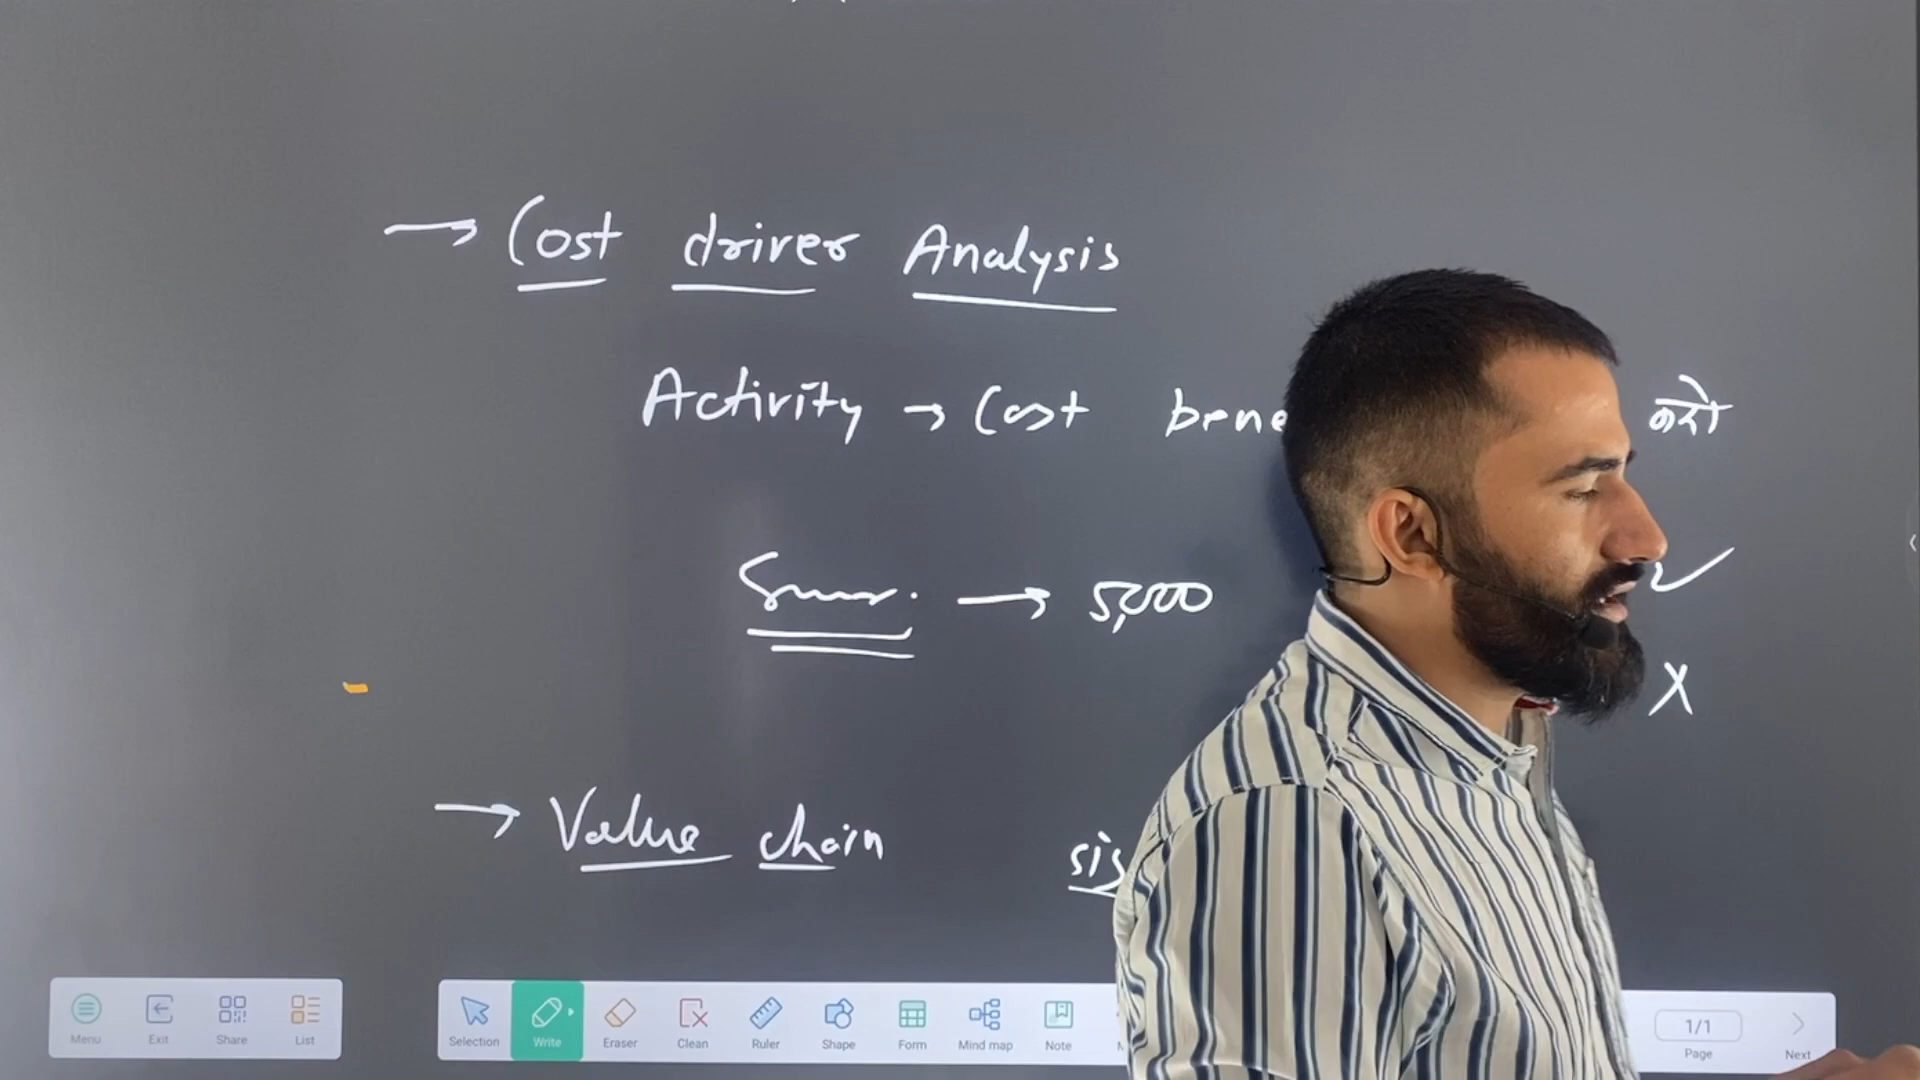 → Cost driver Analysis
Activity → Cost bene करो
→ 5,000 ✓
X
→ Value chain sig
Menu Exit Share List Selection Write Eraser Clean Ruler Shape Form Mind map Note 1/1 Page Next